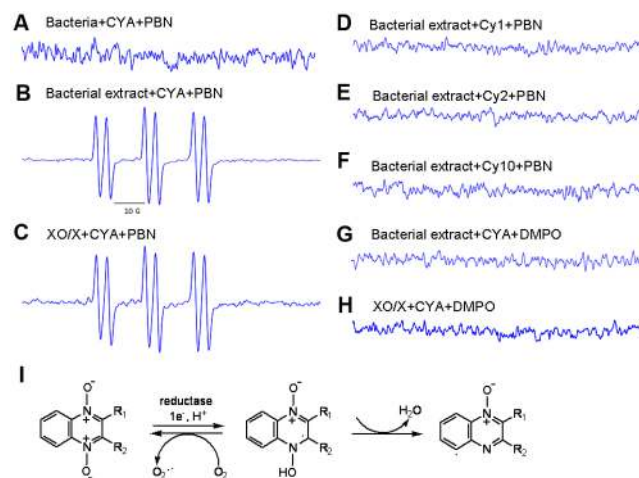 A Bacteria+CYA+PBN
B Bacterial extract+CYA+PBN
10 G
C XO/X+CYA+PBN
D Bacterial extract+Cy1+PBN
E Bacterial extract+Cy2+PBN
F Bacterial extract+Cy10+PBN
G Bacterial extract+CYA+DMPO
H XO/X+CYA+DMPO
I
O⁻
N⁺
R₁
R₂
N⁺
O⁻
reductase
1e⁻, H⁺
O₂·⁻
O₂
O⁻
N⁺
R₁
R₂
N
HO
H₂O
O⁻
N⁺
R₁
R₂
N